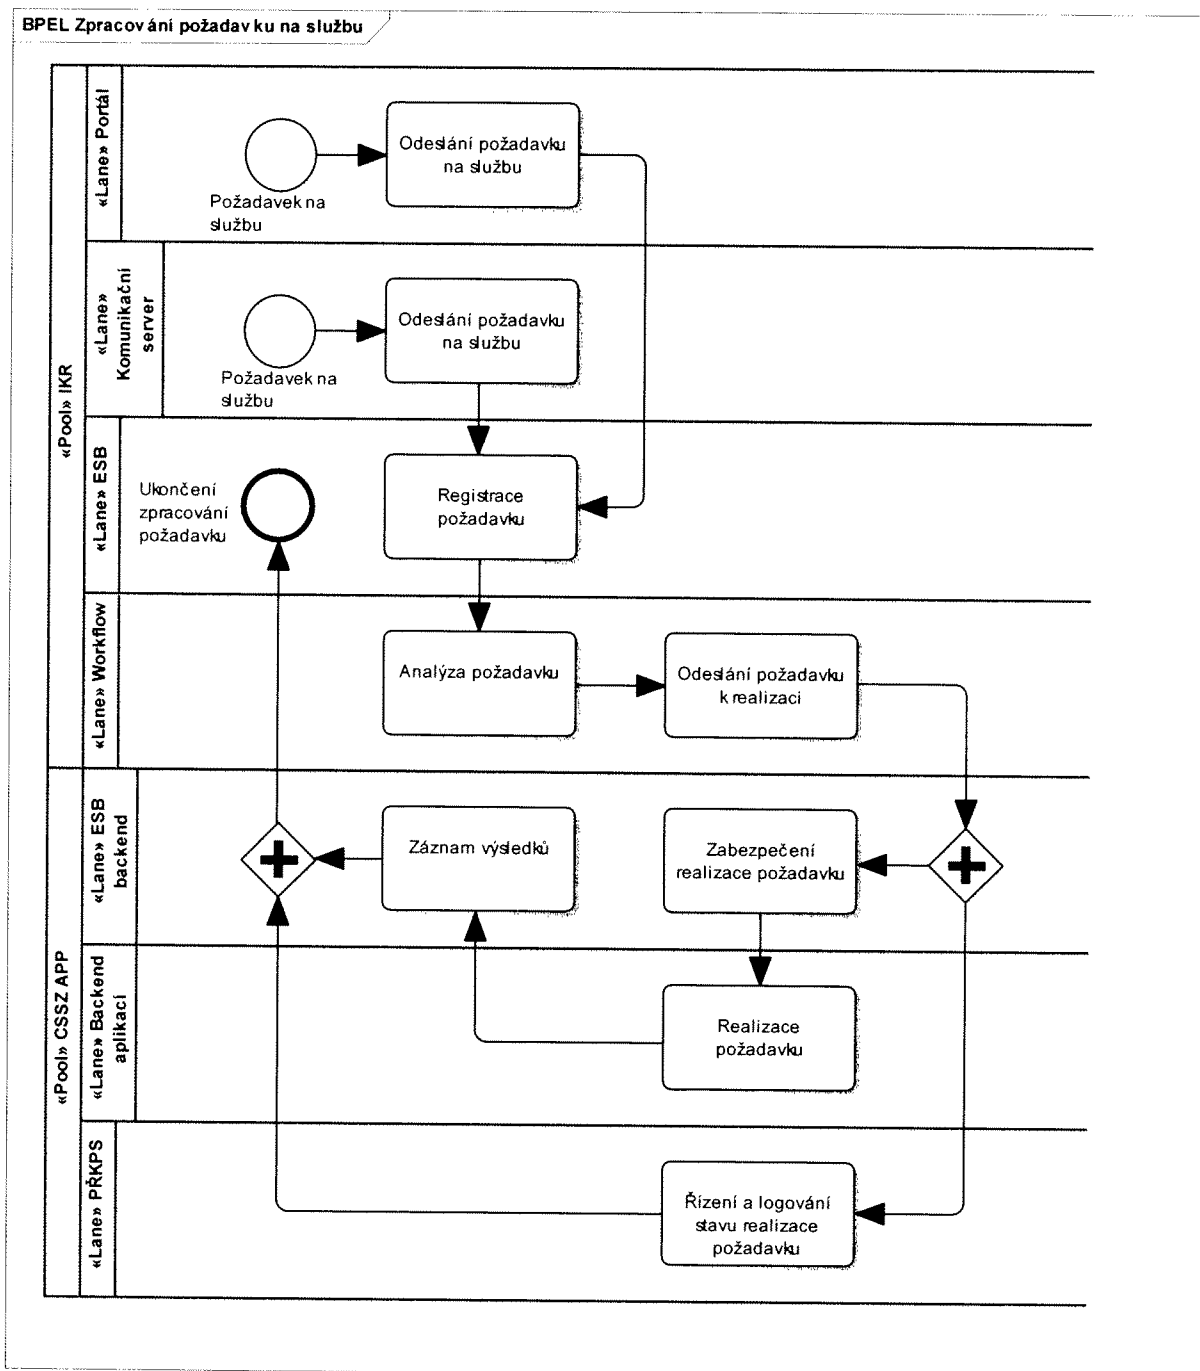 BPEL Zpracování požadavku na službu
«Pool» IKR
«Lane» Portál
Požadavek na
službu
Odeslání požadavku
na službu
«Lane»
Komunikační
server
Požadavek na
službu
Odeslání požadavku
na službu
«Lane» ESB
Ukončení
zpracování
požadavku
Registrace
požadavku
«Lane» Workflow
Analýza požadavku
Odeslání požadavku
k realizaci
«Pool» CSSZ APP
«Lane» ESB
backend
Záznam výsledků
Zabezpečení
realizace požadavku
«Lane» Backend
aplikací
Realizace
požadavku
«Lane» PŘKPS
Řízení a logování
stavu realizace
požadavku